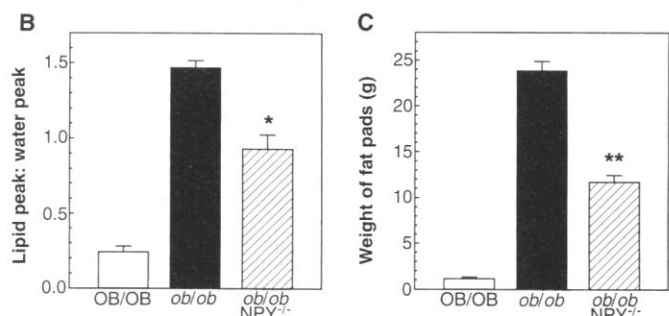 B
Lipid peak: water peak
1.5
1.0
0.5
0.0
*
OB/OB
ob/ob
ob/ob
NPY-/-
C
Weight of fat pads (g)
25
20
15
10
5
0
**
OB/OB
ob/ob
ob/ob
NPY-/-